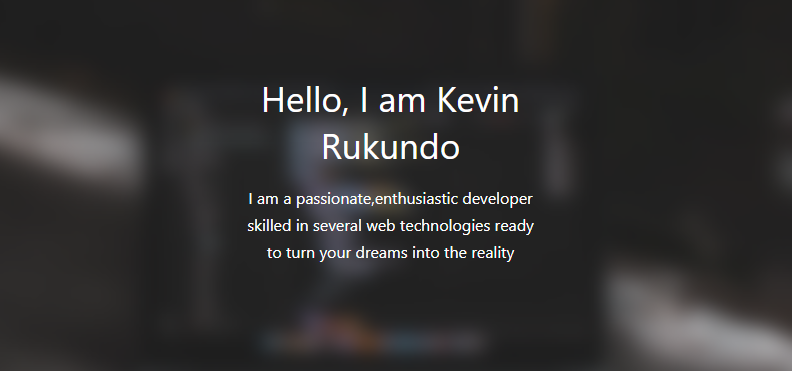 Hello, I am Kevin
Rukundo
I am a passionate,enthusiastic developer
skilled in several web technologies ready
to turn your dreams into the reality